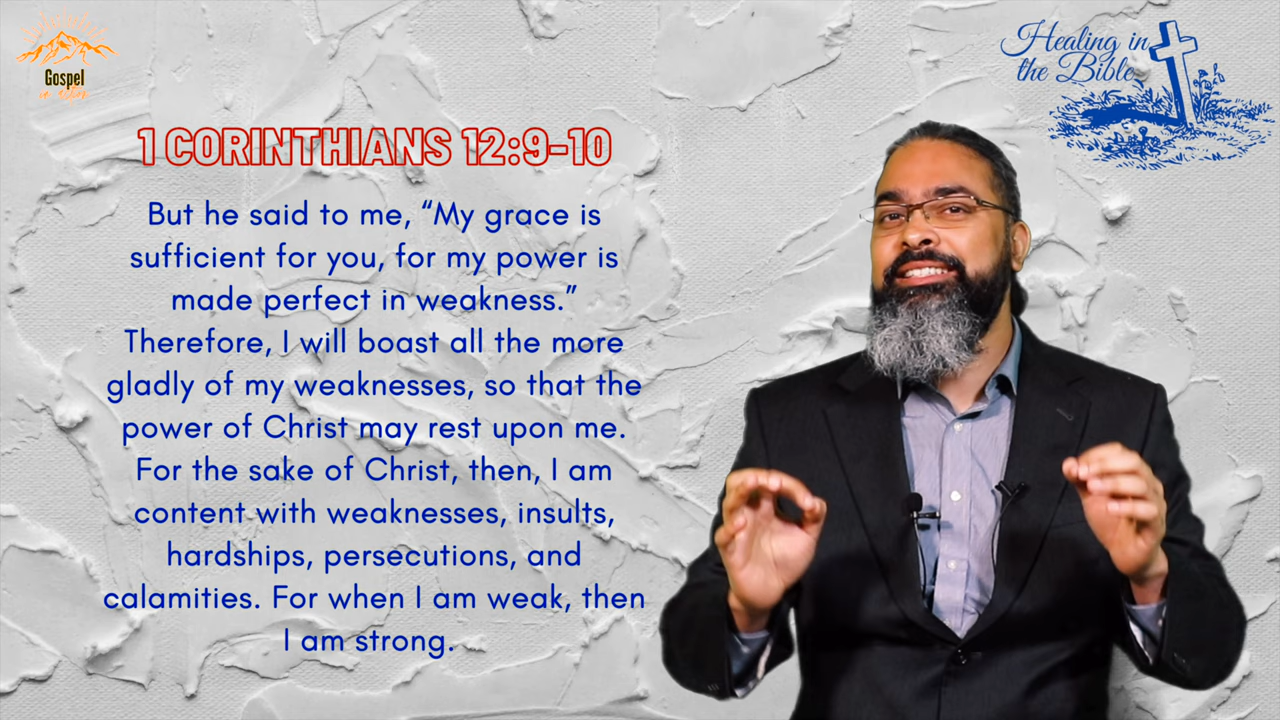 Gospel
in action
Healing in
the Bible
1 CORINTHIANS 12:9-10
But he said to me, “My grace is
sufficient for you, for my power is
made perfect in weakness.”
Therefore, I will boast all the more
gladly of my weaknesses, so that the
power of Christ may rest upon me.
For the sake of Christ, then, I am
content with weaknesses, insults,
hardships, persecutions, and
calamities. For when I am weak, then
I am strong.